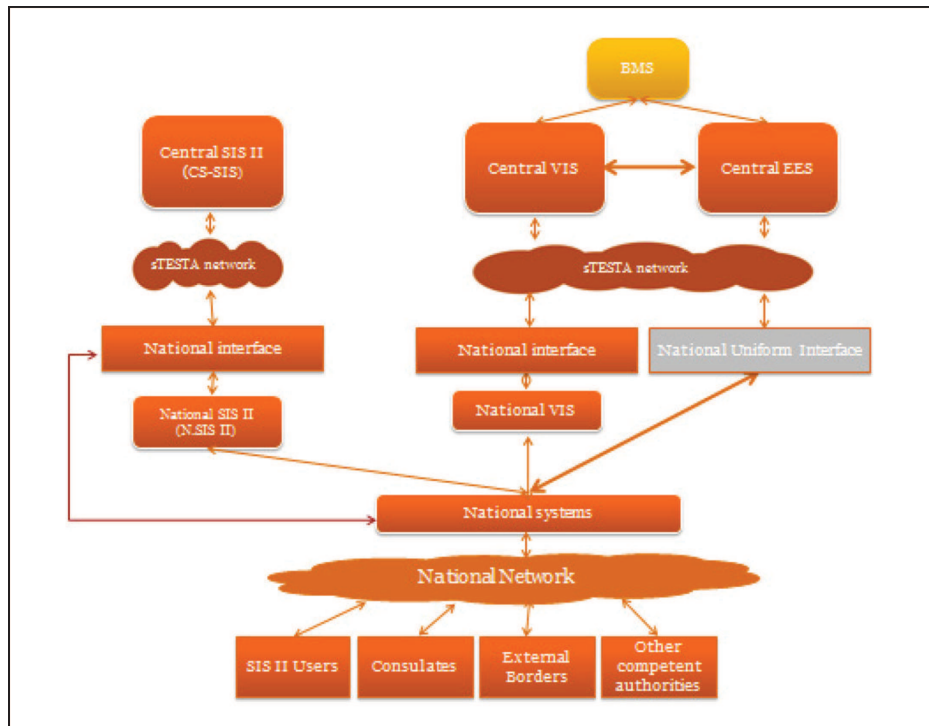 BMS
Central SIS II
(CS-SIS)
Central VIS
Central EES
sTESTA network
sTESTA network
National interface
National interface
National Uniform Interface
National SIS II
(N.SIS II)
National VIS
National systems
National Network
SIS II Users
Consulates
External
Borders
Other
competent
authorities